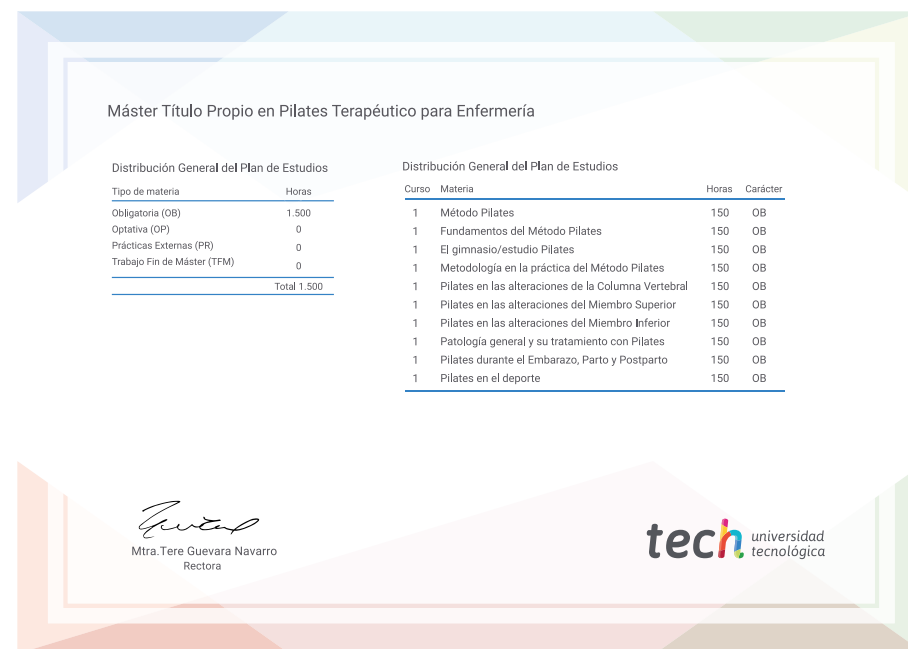 Máster Título Propio en Pilates Terapéutico para Enfermería
Distribución General del Plan de Estudios
Tipo de materia Horas
Obligatoria (OB) 1.500
Optativa (OP) 0
Prácticas Externas (PR) 0
Trabajo Fin de Máster (TFM) 0
Total 1.500
Distribución General del Plan de Estudios
Curso Materia Horas Carácter
1 Método Pilates 150 OB
1 Fundamentos del Método Pilates 150 OB
1 El gimnasio/estudio Pilates 150 OB
1 Metodología en la práctica del Método Pilates 150 OB
1 Pilates en las alteraciones de la Columna Vertebral 150 OB
1 Pilates en las alteraciones del Miembro Superior 150 OB
1 Pilates en las alteraciones del Miembro Inferior 150 OB
1 Patología general y su tratamiento con Pilates 150 OB
1 Pilates durante el Embarazo, Parto y Postparto 150 OB
1 Pilates en el deporte 150 OB
Mtra.Tere Guevara Navarro
Rectora
tech universidad
tecnológica